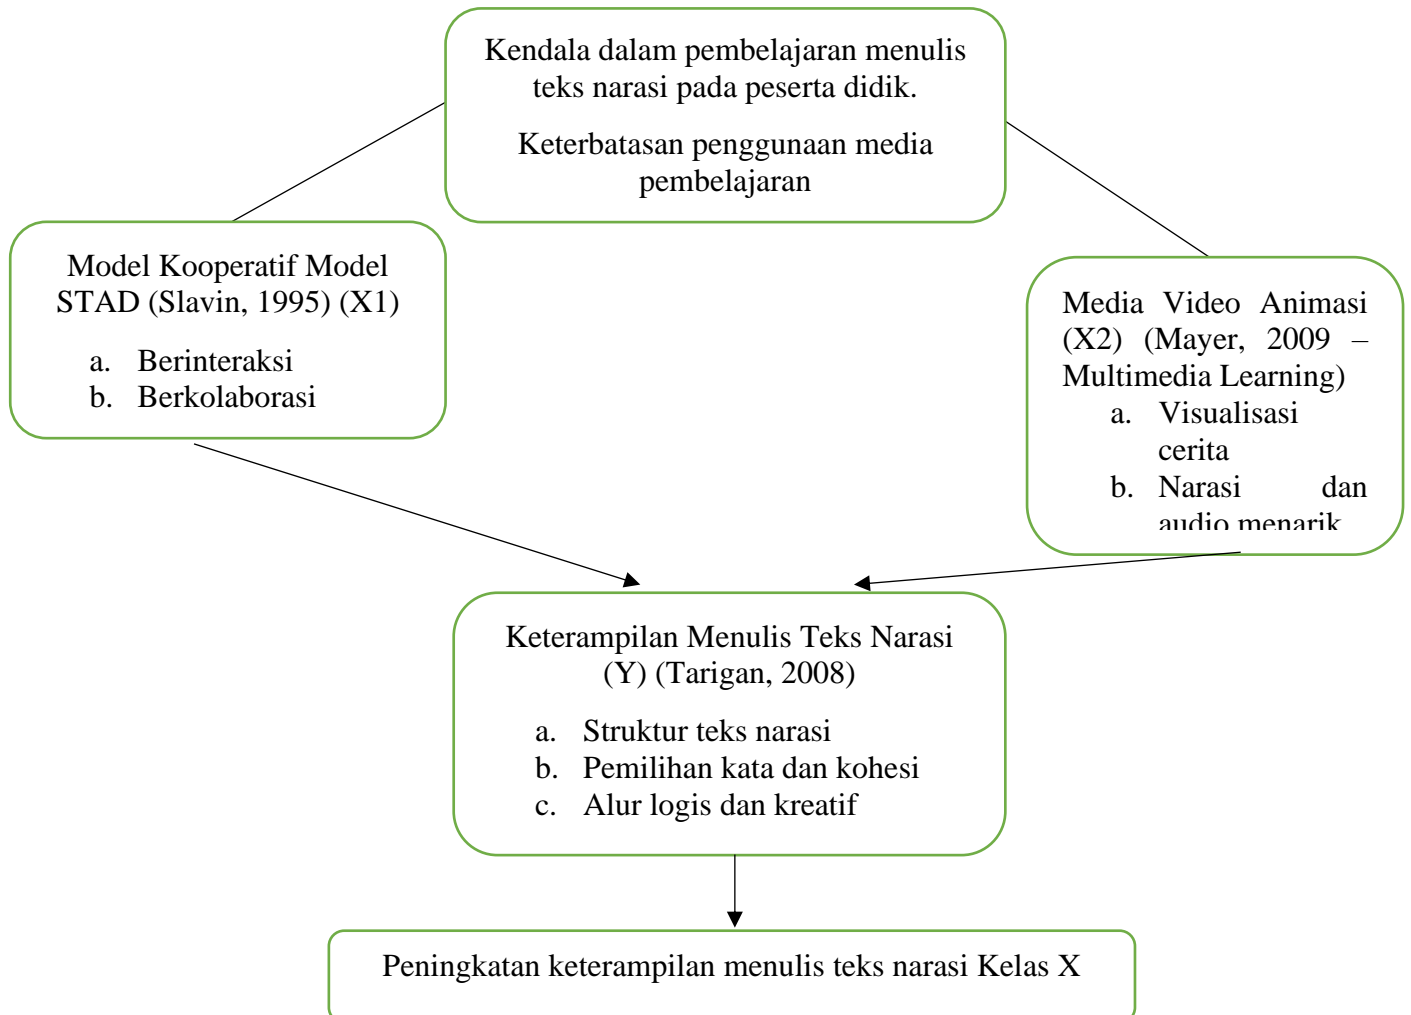 Kendala dalam pembelajaran menulis
teks narasi pada peserta didik.
Keterbatasan penggunaan media
pembelajaran
Model Kooperatif Model
STAD (Slavin, 1995) (X1)
a. Berinteraksi
b. Berkolaborasi
Media Video Animasi
(X2) (Mayer, 2009 –
Multimedia Learning)
a. Visualisasi
cerita
b. Narasi dan
audio menarik
Keterampilan Menulis Teks Narasi
(Y) (Tarigan, 2008)
a. Struktur teks narasi
b. Pemilihan kata dan kohesi
c. Alur logis dan kreatif
Peningkatan keterampilan menulis teks narasi Kelas X